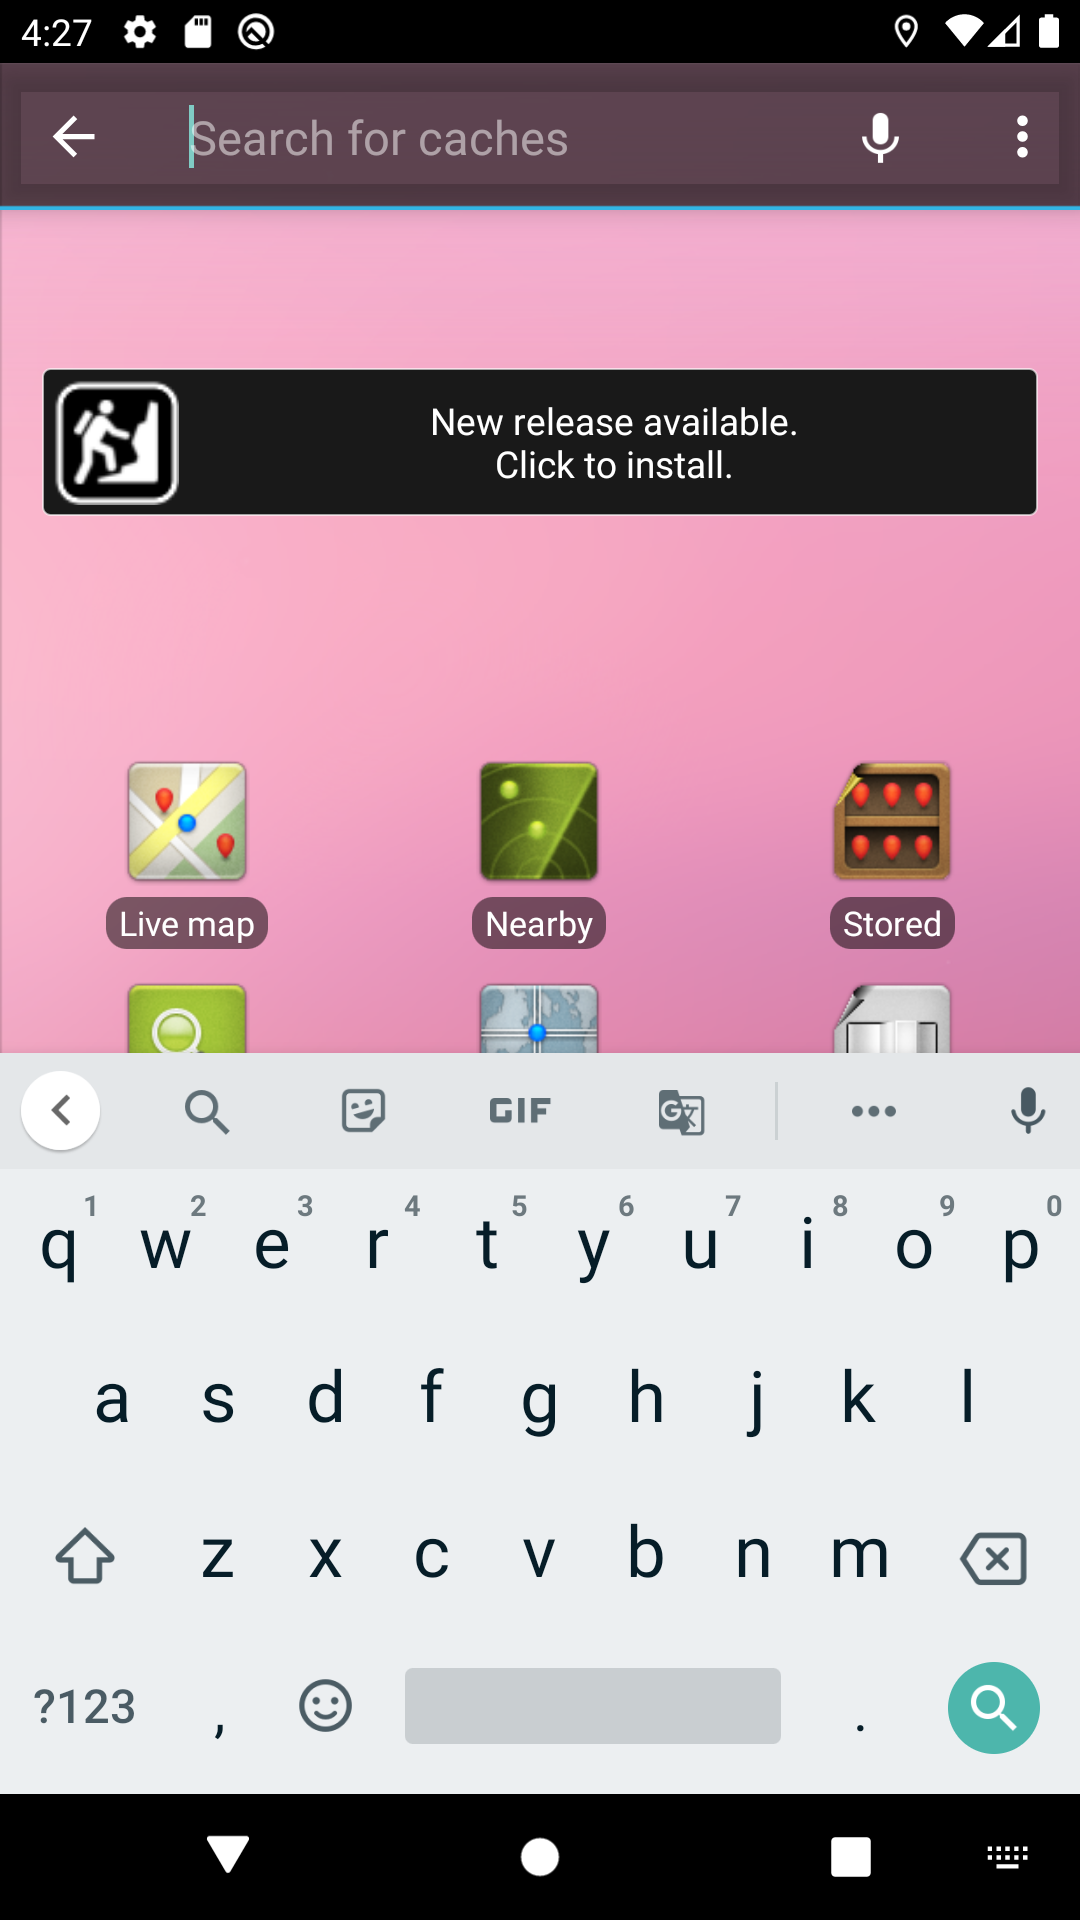 4:27
Search for caches
New release available.
Click to install.
Live map Nearby Stored
GIF G
1 2 3 4 5 6 7 8 9 0
q w e r t y u i o p
a s d f g h j k l
z x c v b n m
?123 , .